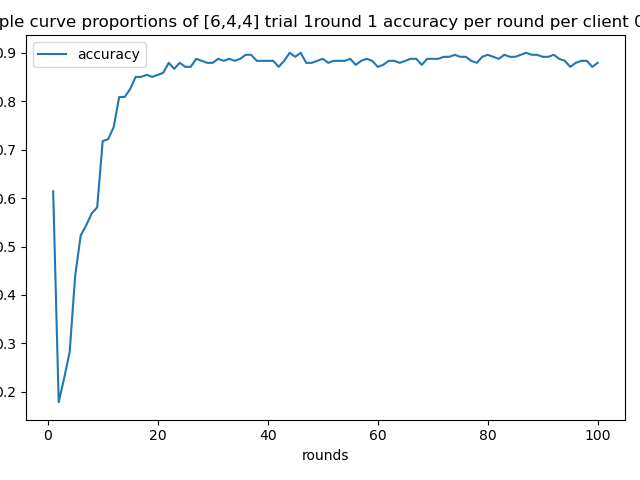 ple curve proportions of [6,4,4] trial 1round 1 accuracy per round per client 0
accuracy
0.9
0.8
0.7
0.6
0.5
0.4
0.3
0.2
0 20 40 60 80 100
rounds